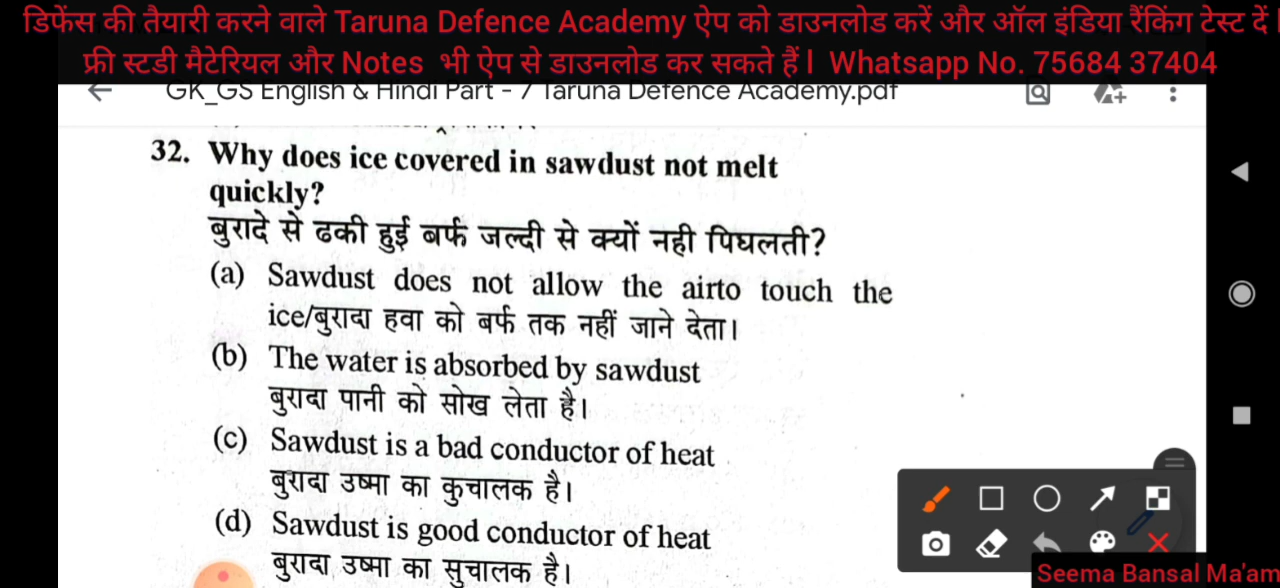 डिफेंस की तैयारी करने वाले Taruna Defence Academy ऐप को डाउनलोड करें और ऑल इंडिया रैंकिंग टेस्ट दें।
फ्री स्टडी मैटेरियल और Notes भी ऐप से डाउनलोड कर सकते हैं। Whatsapp No. 75684 37404
GK_GS English & Hindi Part - 7 Taruna Defence Academy.pdf
32. Why does ice covered in sawdust not melt
quickly?
बुरादे से ढकी हुई बर्फ जल्दी से क्यों नही पिघलती?
(a) Sawdust does not allow the airto touch the
ice/बुरादा हवा को बर्फ तक नहीं जाने देता।
(b) The water is absorbed by sawdust
बुरादा पानी को सोख लेता है।
(c) Sawdust is a bad conductor of heat
बुरादा उष्मा का कुचालक है।
(d) Sawdust is good conductor of heat
बुरादा उष्मा का सुचालक है।
Seema Bansal Ma'am